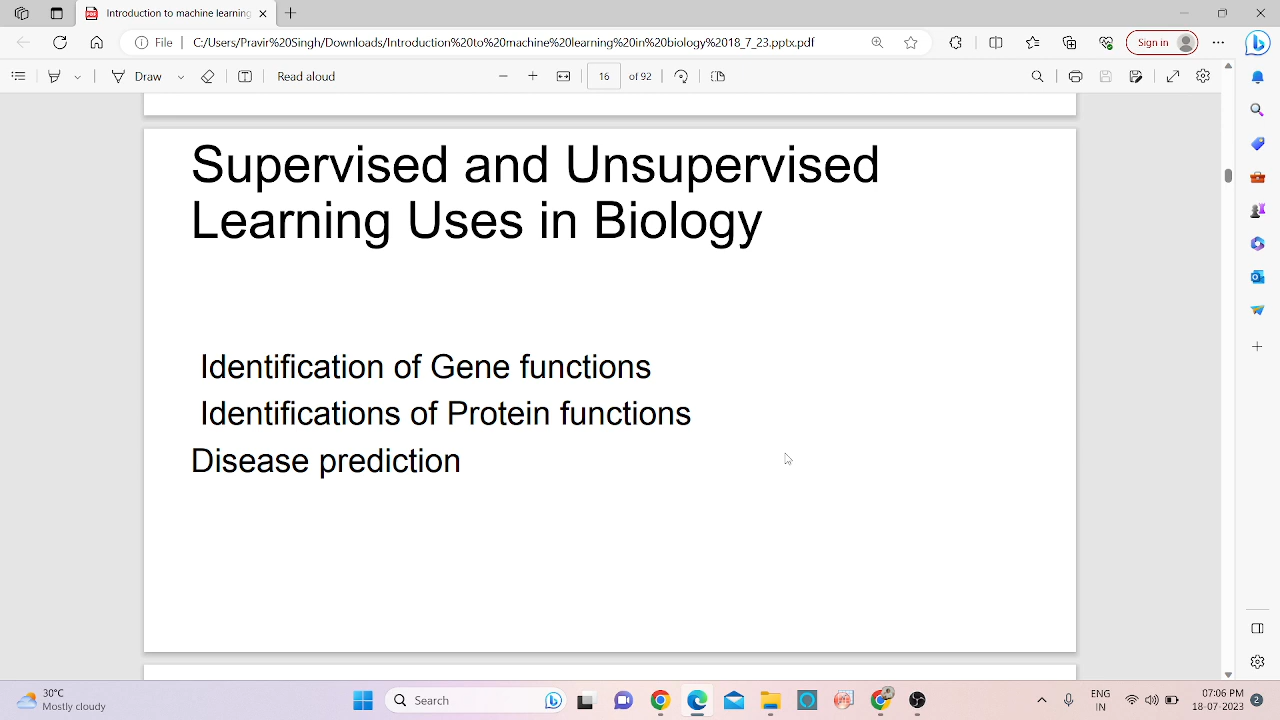 Introduction to machine learning
File
C:/Users/Pravir%20Singh/Downloads/Introduction%20to%20machine%20learning%20in%20biology%2018_7_23.pptx.pdf
Sign in
Draw
Read aloud
16 of 92
Supervised and Unsupervised
Learning Uses in Biology
Identification of Gene functions
Identifications of Protein functions
Disease prediction
30°C
Mostly cloudy
Search
ENG
IN
07:06 PM
18-07-2023
2